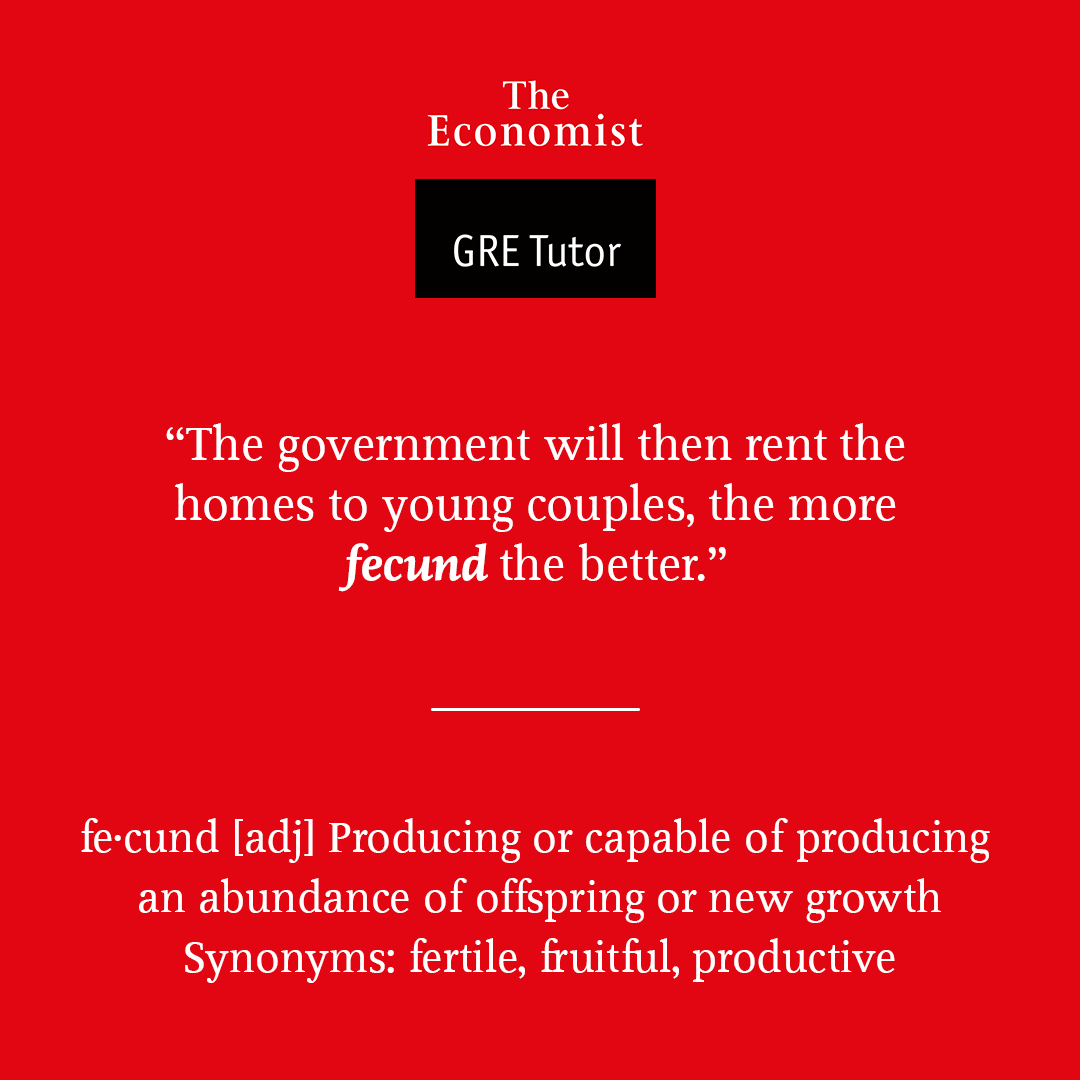 The
Economist
GRE Tutor
“The government will then rent the
homes to young couples, the more
fecund the better.”
fe·cund [adj] Producing or capable of producing
an abundance of offspring or new growth
Synonyms: fertile, fruitful, productive